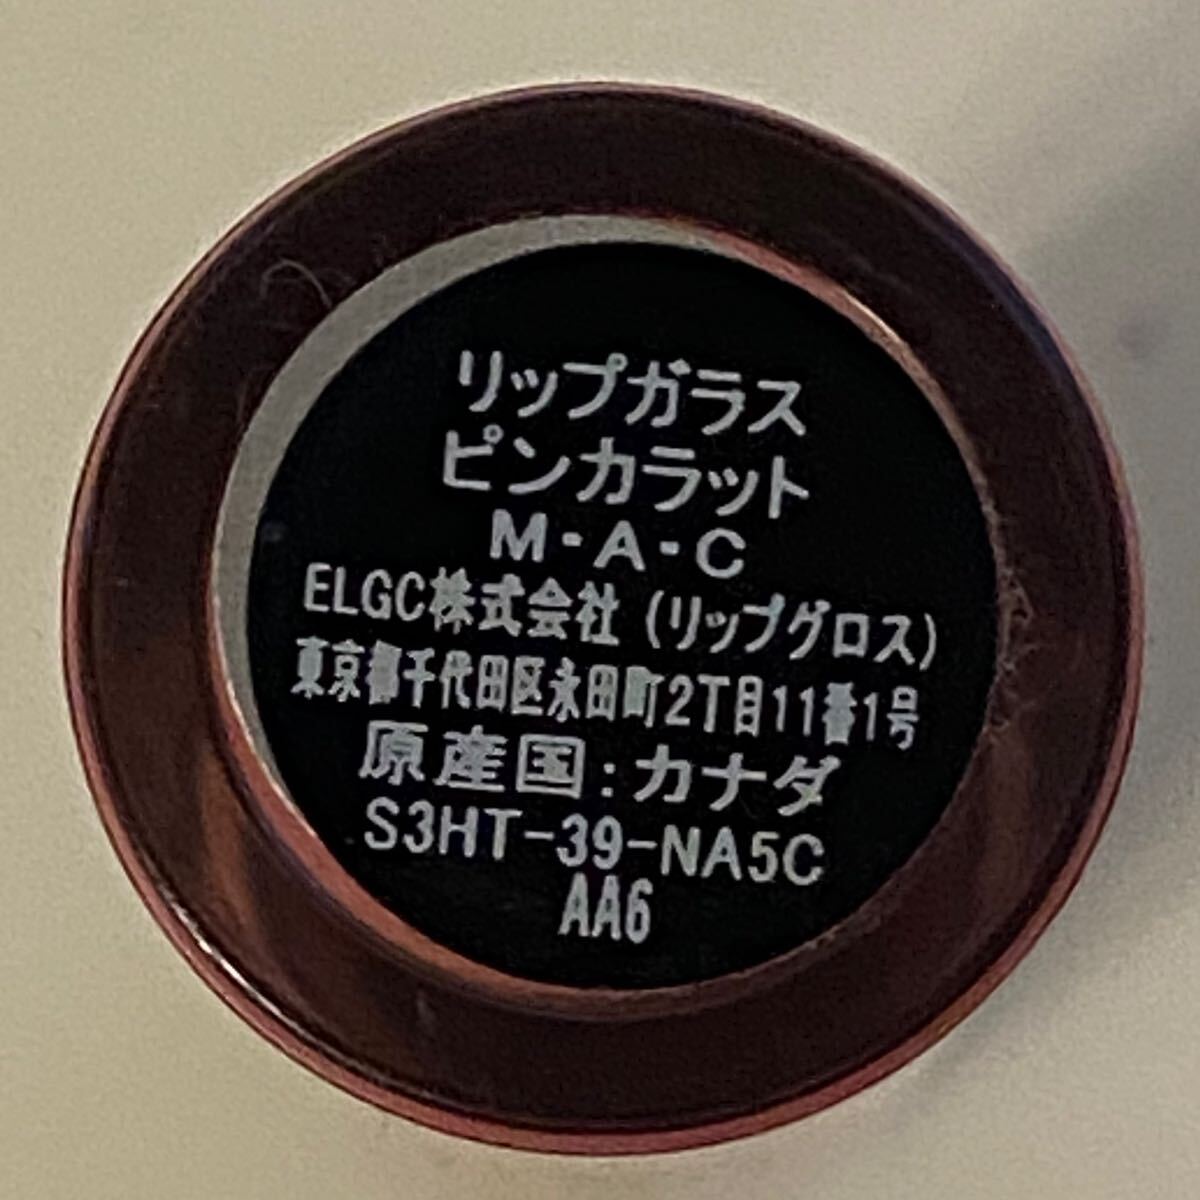 リップガラス
ピンカラット
M・A・C
ELGC株式会社(リップグロス)
東京都千代田区永田町2丁目11番1号
原産国:カナダ
S3HT-39-NA5C
AA6